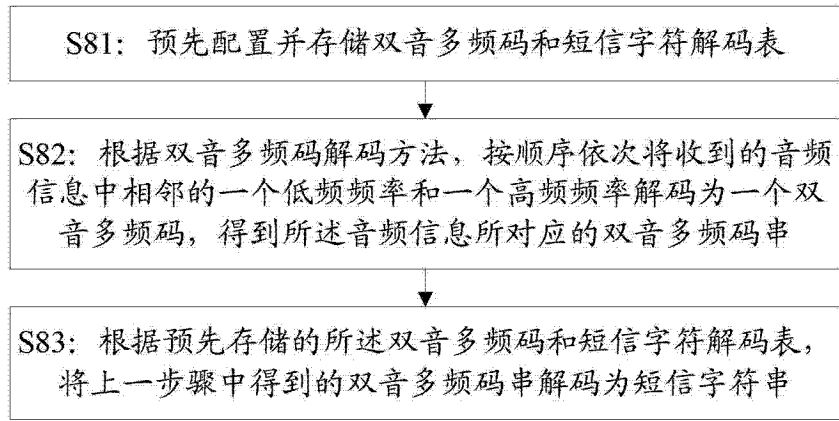 S81：预先配置并存储双音多频码和短信字符解码表
S82：根据双音多频码解码方法，按顺序依次将收到的音频
信息中相邻的一个低频频率和一个高频频率解码为一个双
音多频码，得到所述音频信息所对应的双音多频码串
S83：根据预先存储的所述双音多频码和短信字符解码表，
将上一步骤中得到的双音多频码串解码为短信字符串